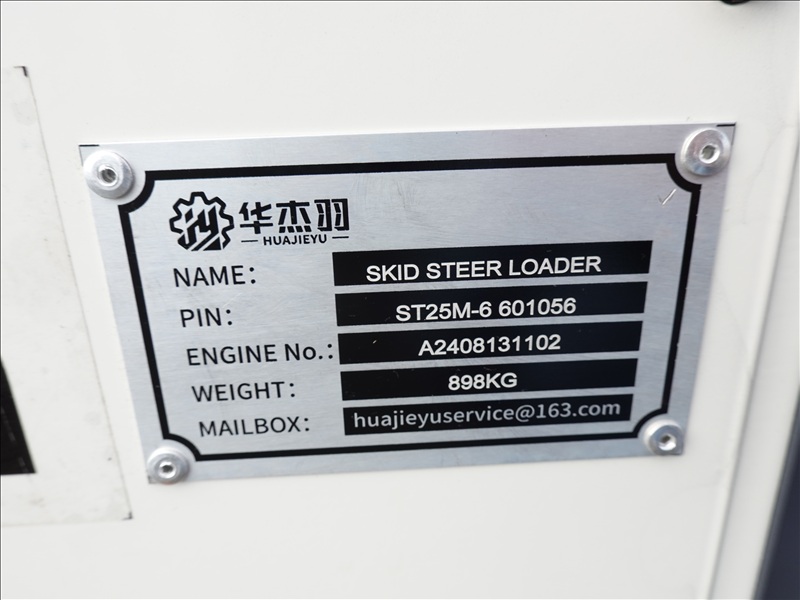 华杰羽
— HUAJIEYU —
NAME: SKID STEER LOADER
PIN: ST25M-6 601056
ENGINE No.: A2408131102
WEIGHT: 898KG
MAILBOX: huajieyuservice@163.com